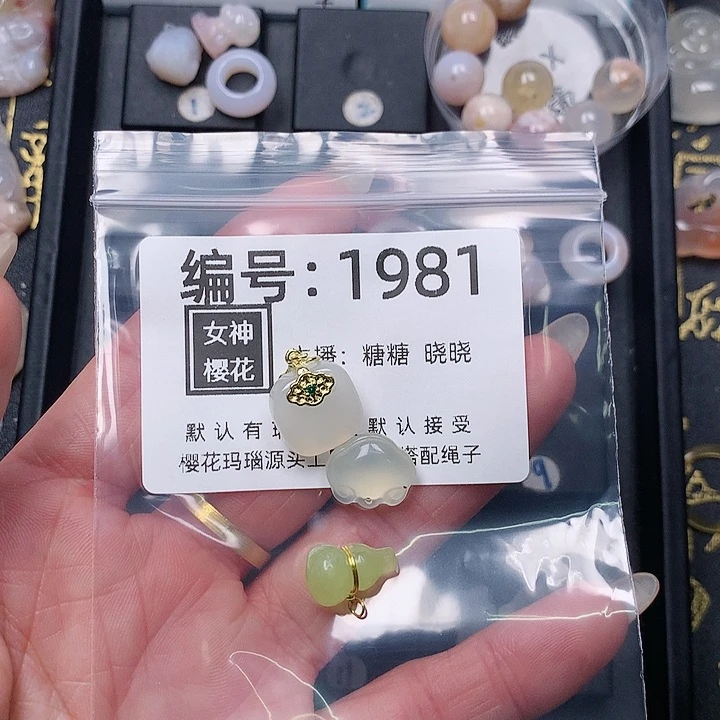 编号:1981
女神
樱花
播: 糖糖 晓晓
默认有 默认接受
樱花玛瑙源头工 搭配绳子